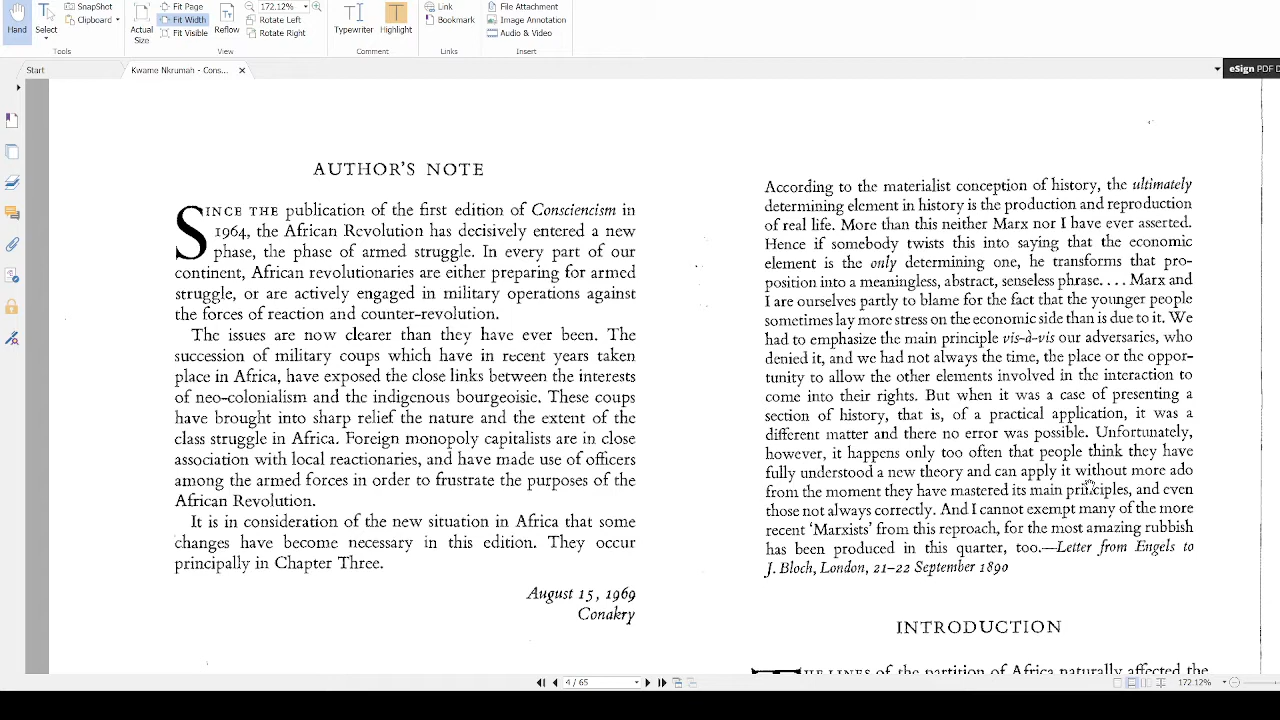 Hand
Select
SnapShot
Clipboard
Tools
Actual
Size
Fit Page
Fit Width
Fit Visible
Reflow
172.12%
Rotate Left
Rotate Right
View
Typewriter
Highlight
Comment
Link
Bookmark
Links
File Attachment
Image Annotation
Audio & Video
Insert
Start
Kwame Nkrumah - Cons...
eSign PDF D
AUTHOR'S NOTE
SINCE THE publication of the first edition of Consciencism in
1964, the African Revolution has decisively entered a new
phase, the phase of armed struggle. In every part of our
continent, African revolutionaries are either preparing for armed
struggle, or are actively engaged in military operations against
the forces of reaction and counter-revolution.
The issues are now clearer than they have ever been. The
succession of military coups which have in recent years taken
place in Africa, have exposed the close links between the interests
of neo-colonialism and the indigenous bourgeoisie. These coups
have brought into sharp relief the nature and the extent of the
class struggle in Africa. Foreign monopoly capitalists are in close
association with local reactionaries, and have made use of officers
among the armed forces in order to frustrate the purposes of the
African Revolution.
It is in consideration of the new situation in Africa that some
changes have become necessary in this edition. They occur
principally in Chapter Three.
August 15, 1969
Conakry
According to the materialist conception of history, the ultimately
determining element in history is the production and reproduction
of real life. More than this neither Marx nor I have ever asserted.
Hence if somebody twists this into saying that the economic
element is the only determining one, he transforms that pro-
position into a meaningless, abstract, senseless phrase.... Marx and
I are ourselves partly to blame for the fact that the younger people
sometimes lay more stress on the economic side than is due to it. We
had to emphasize the main principle vis-à-vis our adversaries, who
denied it, and we had not always the time, the place or the oppor-
tunity to allow the other elements involved in the interaction to
come into their rights. But when it was a case of presenting a
section of history, that is, of a practical application, it was a
different matter and there no error was possible. Unfortunately,
however, it happens only too often that people think they have
fully understood a new theory and can apply it without more ado
from the moment they have mastered its main principles, and even
those not always correctly. And I cannot exempt many of the more
recent 'Marxists' from this reproach, for the most amazing rubbish
has been produced in this quarter, too.—Letter from Engels to
J. Bloch, London, 21–22 September 1890
INTRODUCTION
THE LINES of the partition of Africa naturally affected the
4 / 65
172.12%